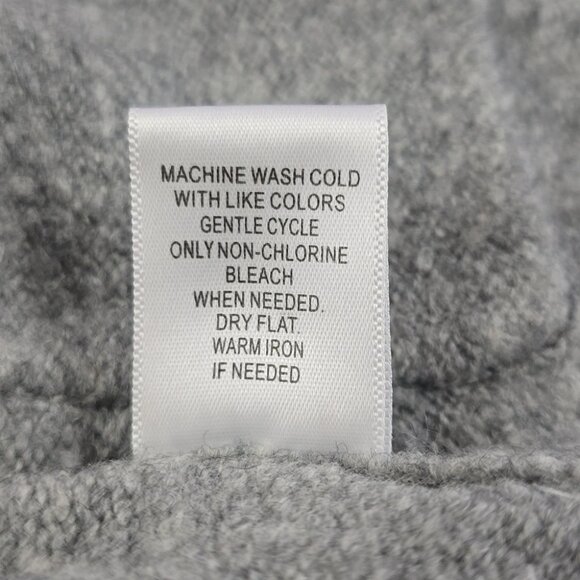 MACHINE WASH COLD
WITH LIKE COLORS
GENTLE CYCLE
ONLY NON-CHLORINE
BLEACH
WHEN NEEDED.
DRY FLAT.
WARM IRON
IF NEEDED